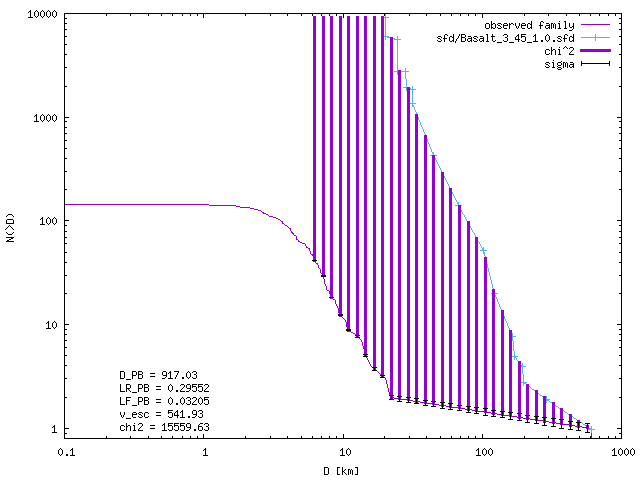 observed family
sfd/Basalt_3_45_1.0.sfd
chi^2
sigma
10000
1000
100
10
1
N(>D)
D_PB = 917.03
LR_PB = 0.29552
LF_PB = 0.03205
v_esc = 541.93
chi2 = 15559.63
0.1 1 10 100 1000
D [km]